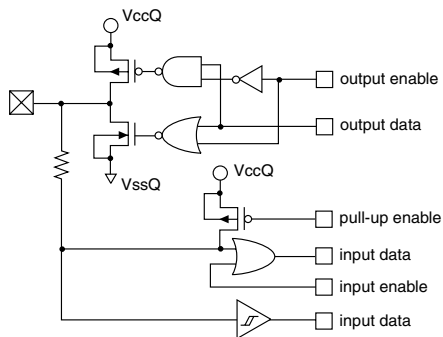 VccQ
output enable
output data
VssQ
VccQ
pull-up enable
input data
input enable
input data